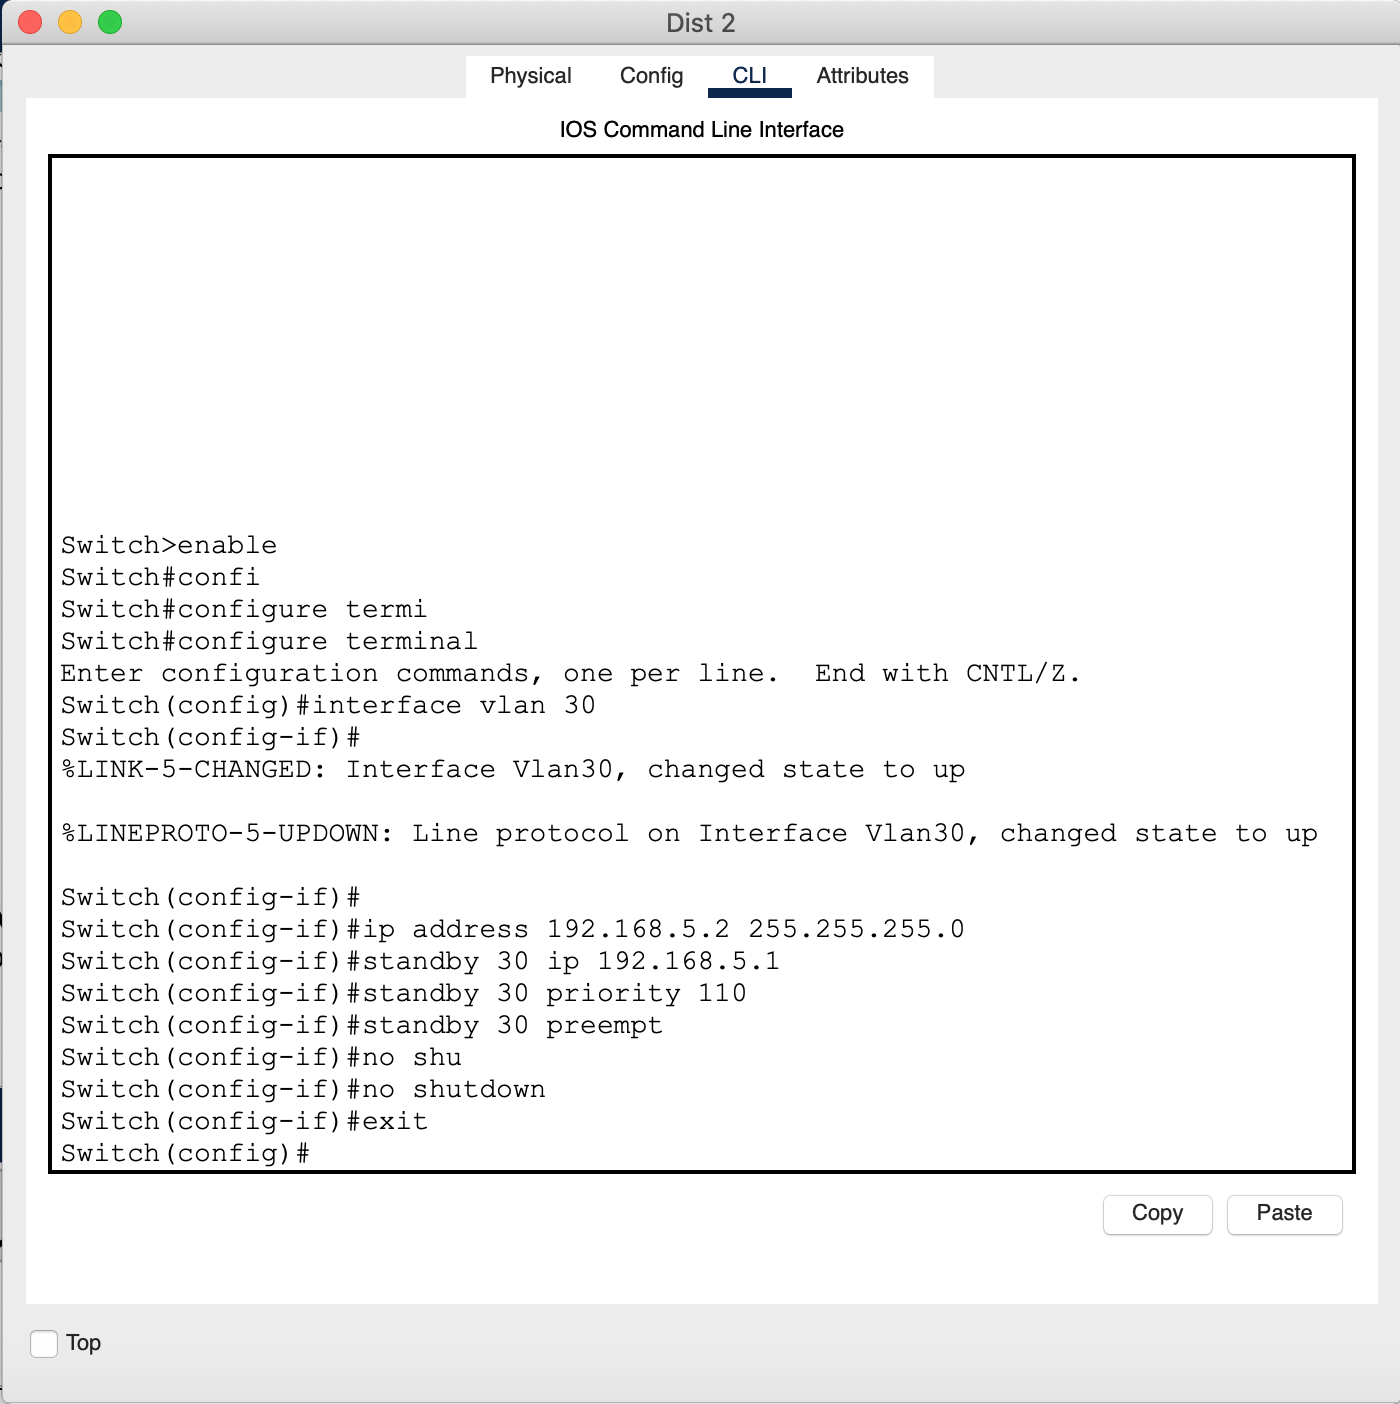 Dist 2
Physical Config CLI Attributes
IOS Command Line Interface
Switch>enable
Switch#confi
Switch#configure termi
Switch#configure terminal
Enter configuration commands, one per line.  End with CNTL/Z.
Switch(config)#interface vlan 30
Switch(config-if)#
%LINK-5-CHANGED: Interface Vlan30, changed state to up
%LINEPROTO-5-UPDOWN: Line protocol on Interface Vlan30, changed state to up
Switch(config-if)#
Switch(config-if)#ip address 192.168.5.2 255.255.255.0
Switch(config-if)#standby 30 ip 192.168.5.1
Switch(config-if)#standby 30 priority 110
Switch(config-if)#standby 30 preempt
Switch(config-if)#no shu
Switch(config-if)#no shutdown
Switch(config-if)#exit
Switch(config)#
Copy Paste
Top